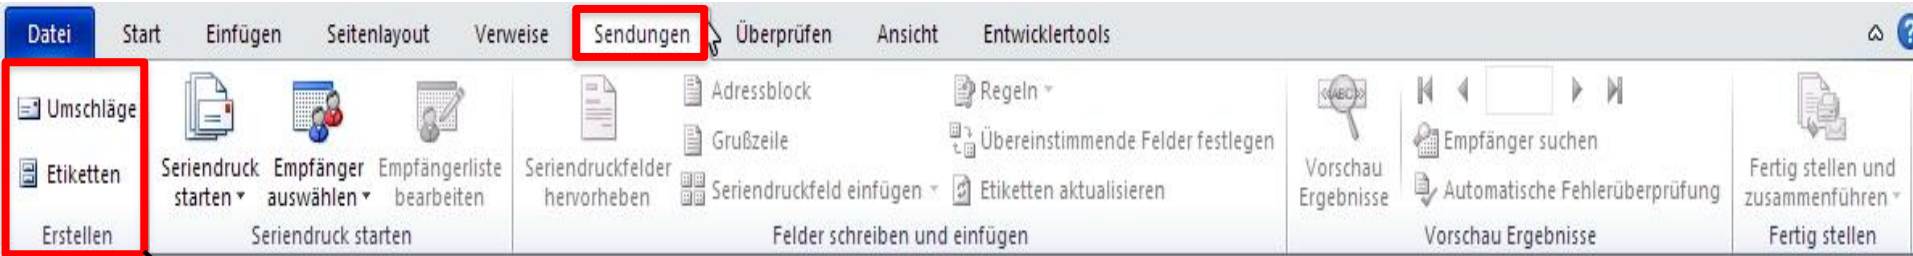 Datei Start Einfügen Seitenlayout Verweise Sendungen Überprüfen Ansicht Entwicklertools ?
Umschläge
Etiketten
Erstellen
Seriendruck
starten
Empfänger
auswählen
Empfängerliste
bearbeiten
Seriendruck starten
Seriendruckfelder
hervorheben
Adressblock
Grußzeile
Seriendruckfeld einfügen
Regeln
Übereinstimmende Felder festlegen
Etiketten aktualisieren
Felder schreiben und einfügen
«ABC»
Vorschau
Ergebnisse
Empfänger suchen
Automatische Fehlerüberprüfung
Vorschau Ergebnisse
Fertig stellen und
zusammenführen
Fertig stellen